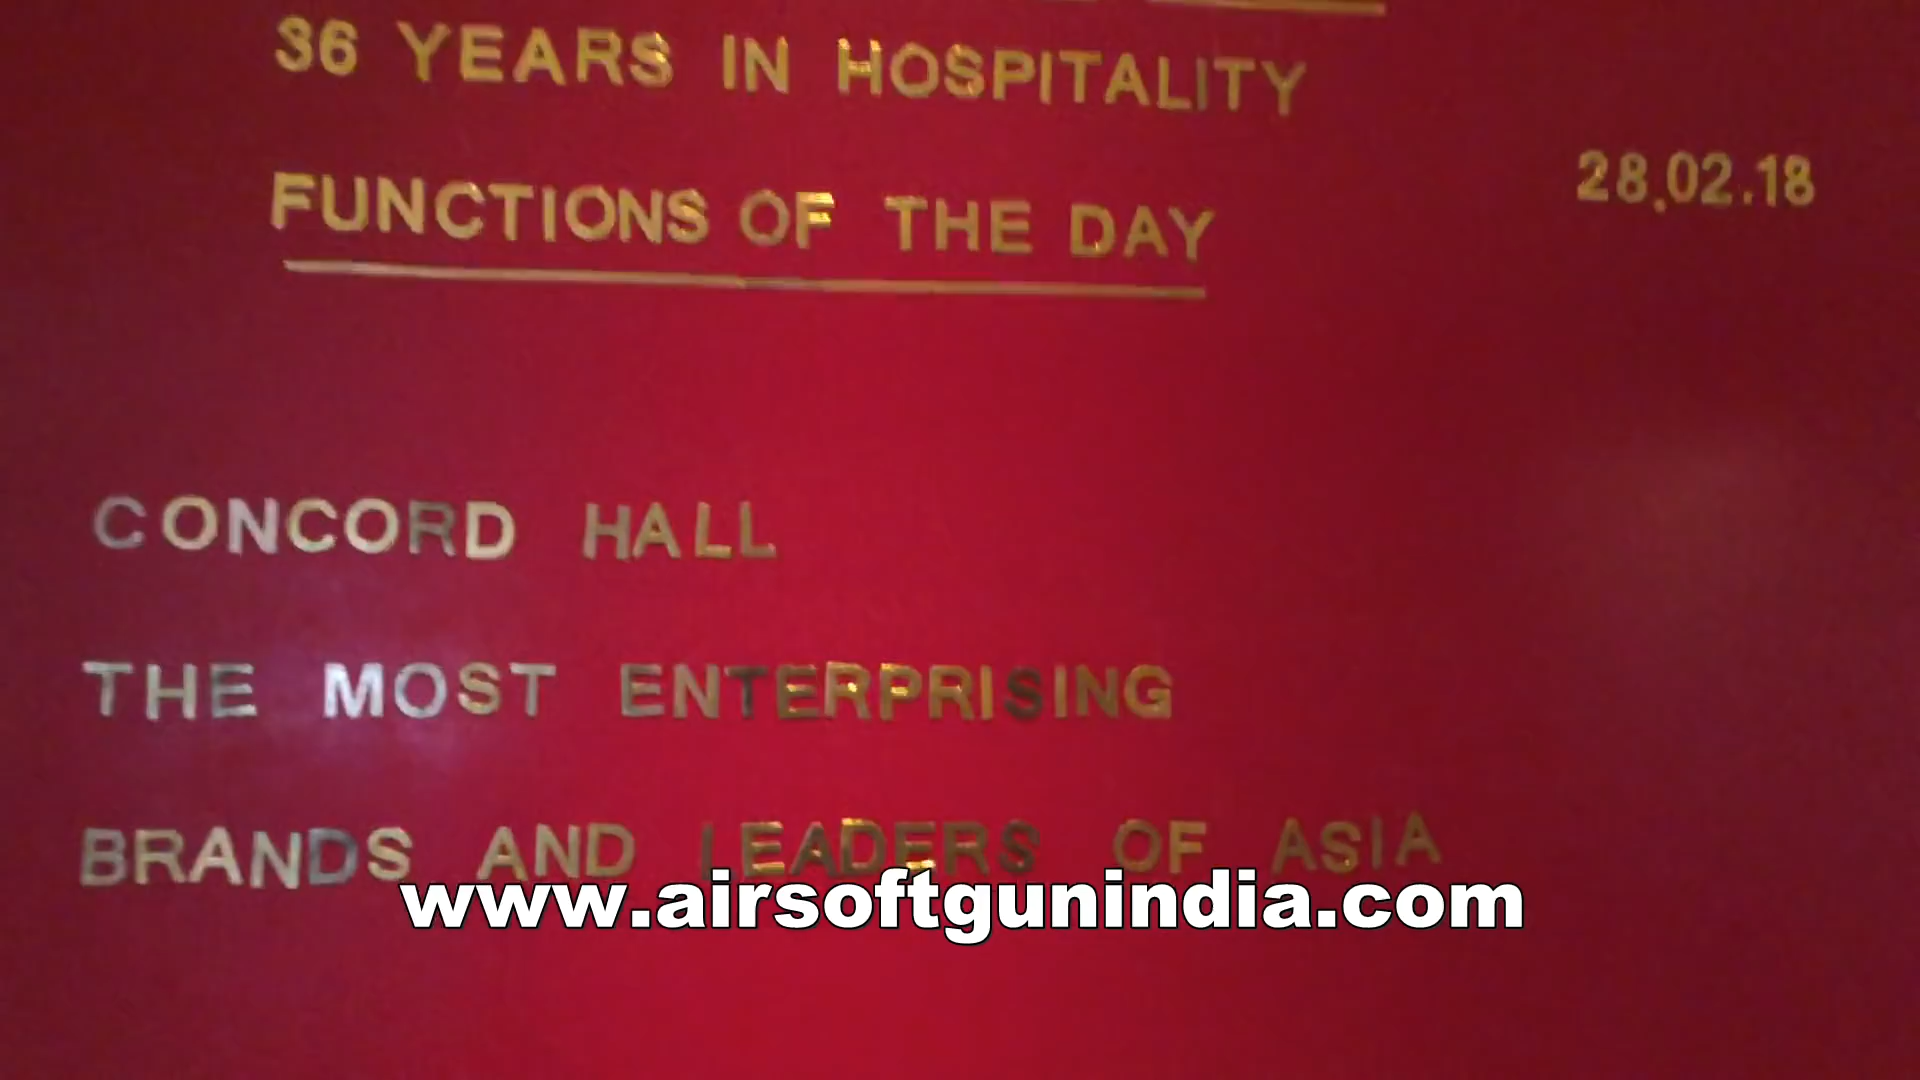 36 YEARS IN HOSPITALITY
FUNCTIONS OF THE DAY
28.02.18
CONCORD HALL
THE MOST ENTERPRISING
BRANDS AND LEADERS OF ASIA
www.airsoftgunindia.com